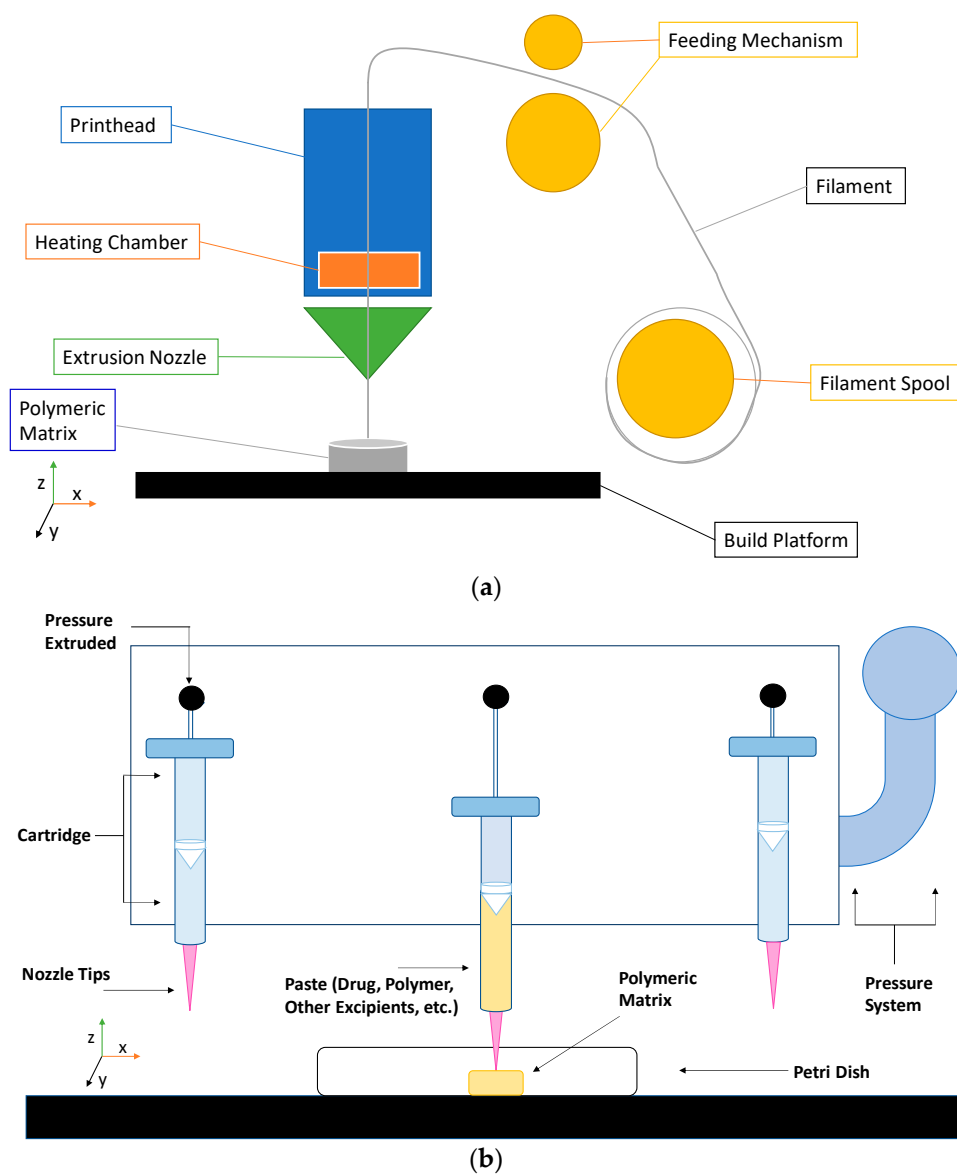 Feeding Mechanism
Printhead
Filament
Heating Chamber
Extrusion Nozzle
Filament Spool
Polymeric
Matrix
z
x
y
Build Platform
(a)
Pressure
Extruded
Cartridge
Nozzle Tips
Paste (Drug, Polymer,
Other Excipients, etc.)
Polymeric
Matrix
Pressure
System
z
x
y
Petri Dish
(b)